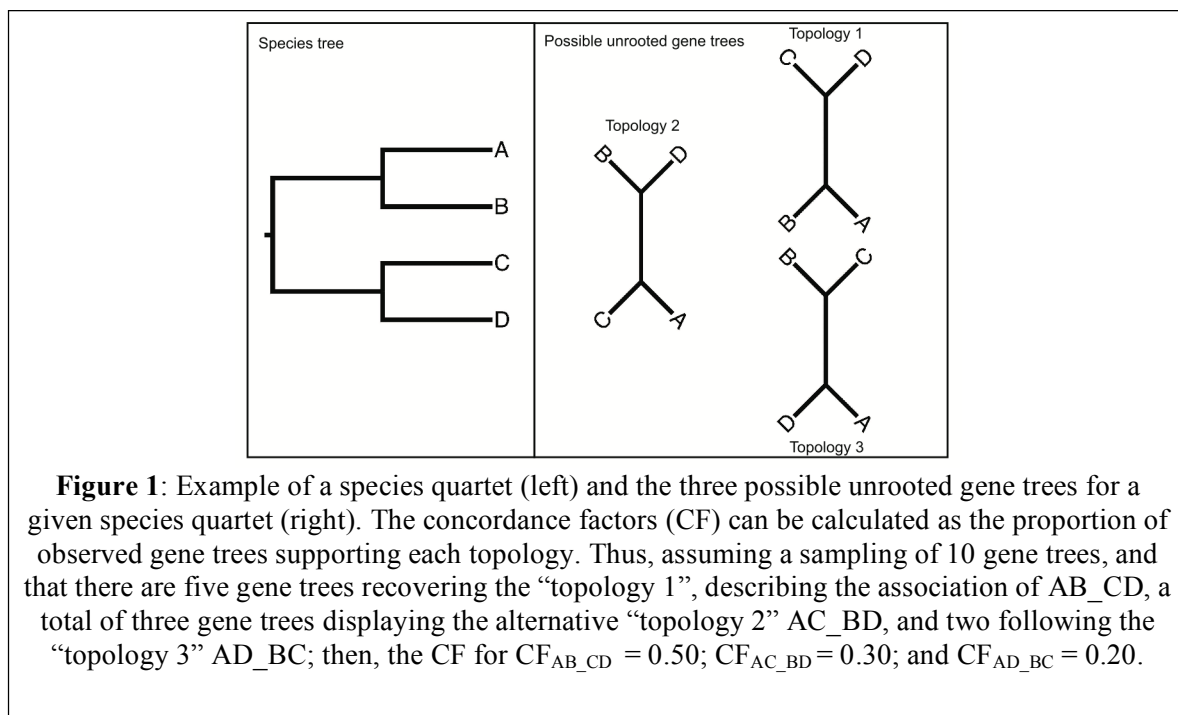 Species tree
A
B
C
D
Possible unrooted gene trees
Topology 2
B D
C A
Topology 1
C D
B A
B C
D A
Topology 3
Figure 1: Example of a species quartet (left) and the three possible unrooted gene trees for a
given species quartet (right). The concordance factors (CF) can be calculated as the proportion of
observed gene trees supporting each topology. Thus, assuming a sampling of 10 gene trees, and
that there are five gene trees recovering the “topology 1”, describing the association of AB_CD, a
total of three gene trees displaying the alternative “topology 2” AC_BD, and two following the
“topology 3” AD_BC; then, the CF for CFAB_CD = 0.50; CFAC_BD = 0.30; and CFAD_BC = 0.20.